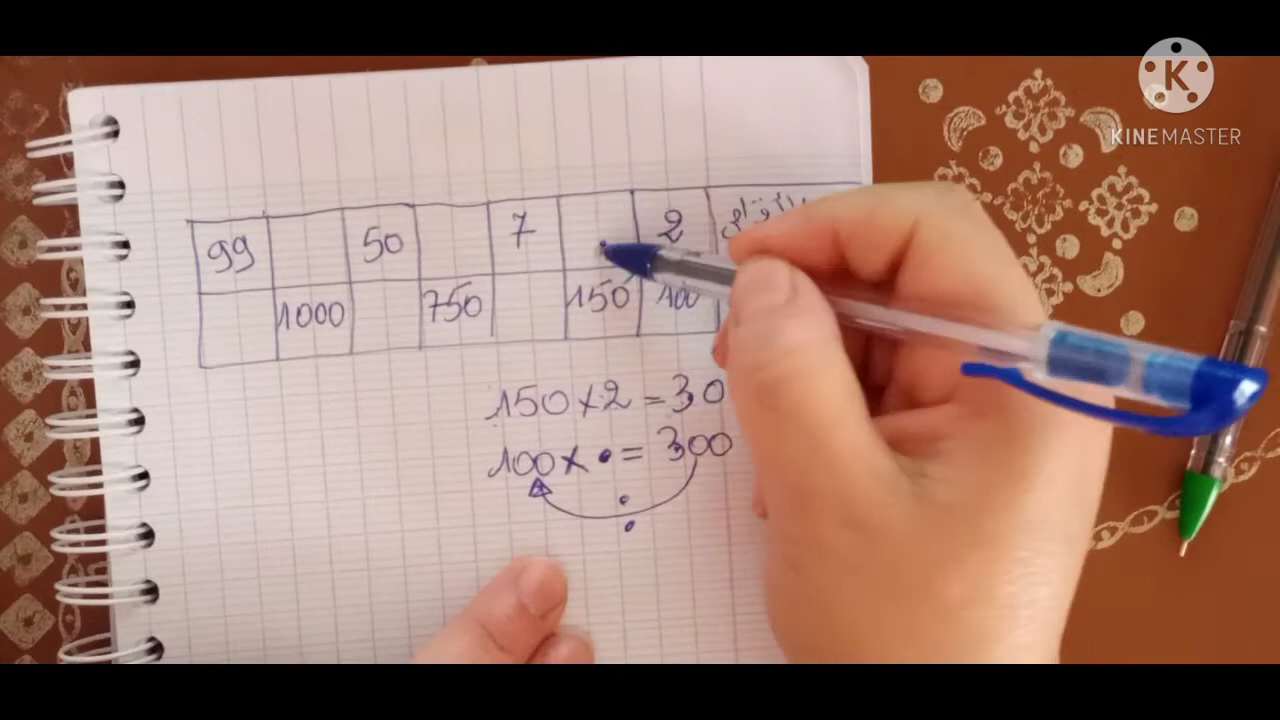 KINEMASTER
99 50 7 2
1000 750 150 100
150 x 2 = 30
100 x • = 300